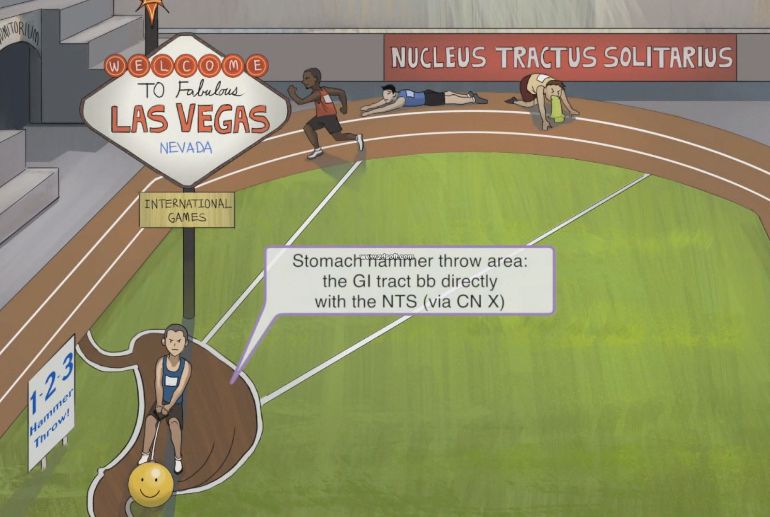 WELCOME
TO Fabulous
LAS VEGAS
NEVADA
INTERNATIONAL
GAMES
NUCLEUS TRACTUS SOLITARIUS
Stomach hammer throw area:
the GI tract bb directly
with the NTS (via CN X)
1-2-3
Hammer
Throw!